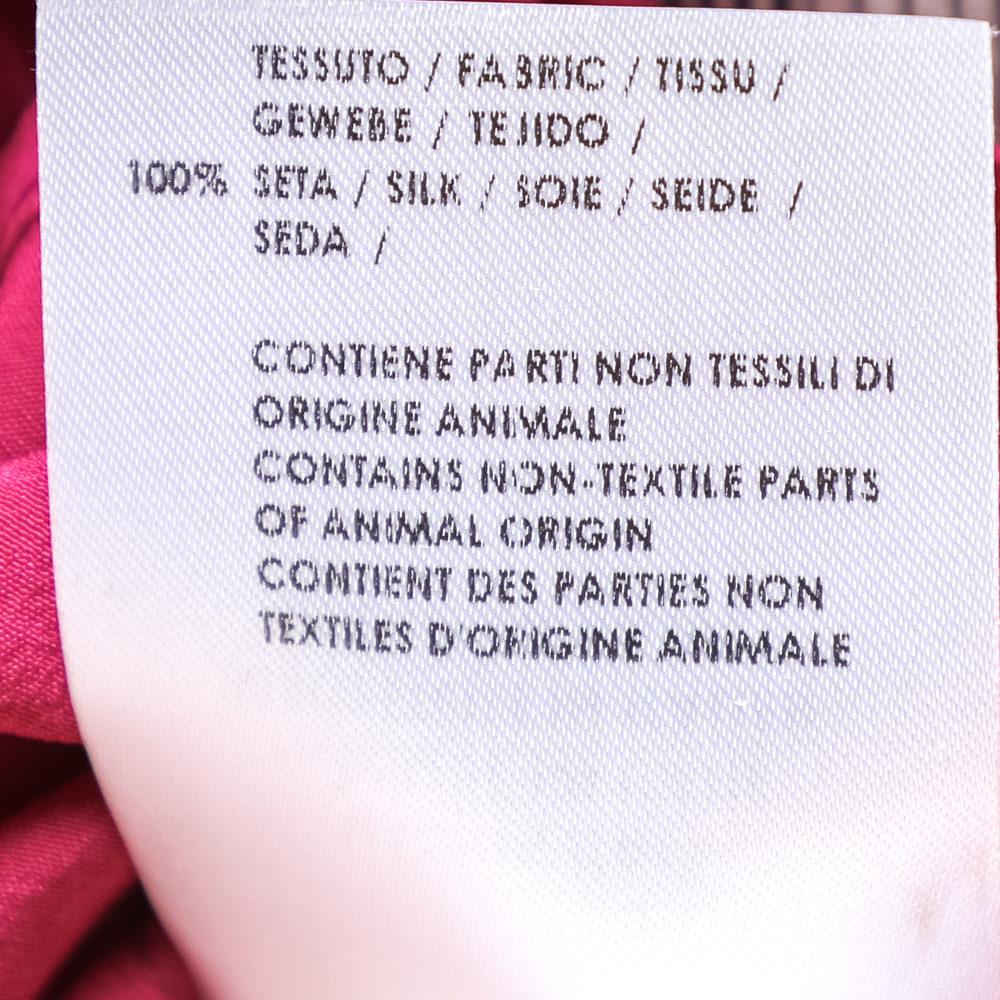 TESSUTO / FABRIC / TISSU /
GEWEBE / TEJIDO /
100% SETA / SILK / SOIE / SEIDE /
SEDA /
CONTIENE PARTI NON TESSILI DI
ORIGINE ANIMALE
CONTAINS NON-TEXTILE PARTS
OF ANIMAL ORIGIN
CONTIENT DES PARTIES NON
TEXTILES D'ORIGINE ANIMALE